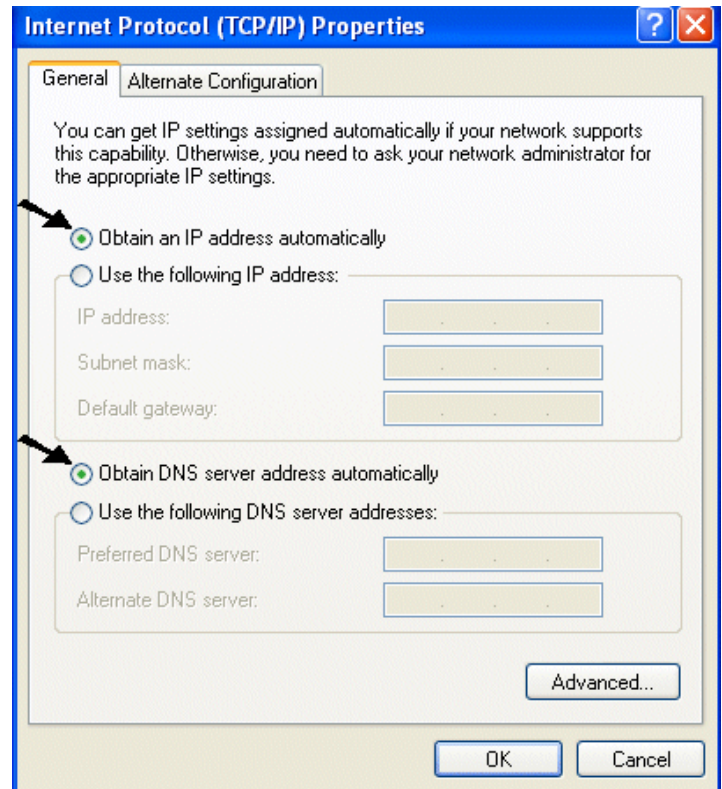 Internet Protocol (TCP/IP) Properties
General
Alternate Configuration
You can get IP settings assigned automatically if your network supports
this capability. Otherwise, you need to ask your network administrator for
the appropriate IP settings.
Obtain an IP address automatically
Use the following IP address:
IP address:
Subnet mask:
Default gateway:
Obtain DNS server address automatically
Use the following DNS server addresses:
Preferred DNS server:
Alternate DNS server:
Advanced...
OK
Cancel